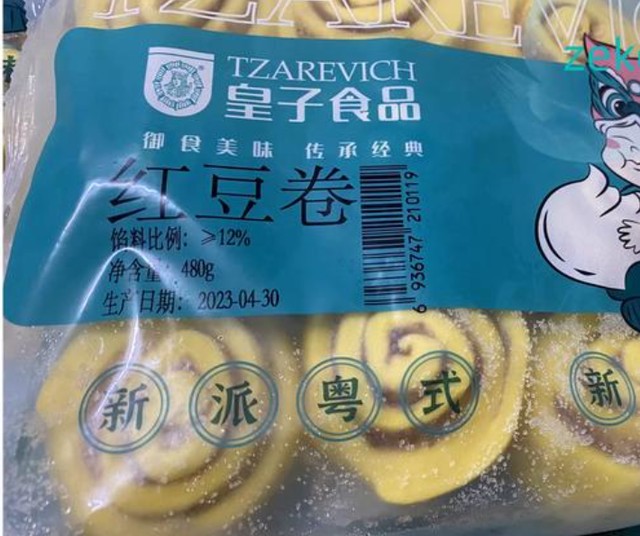 TZAREVICH
zek
TZAREVICH
皇子食品
御食美味 传承经典
红豆卷
馅料比例: ≥12%
净含量: 480g
生产日期: 2023-04-30
6 936747 210119
新派粤式
新